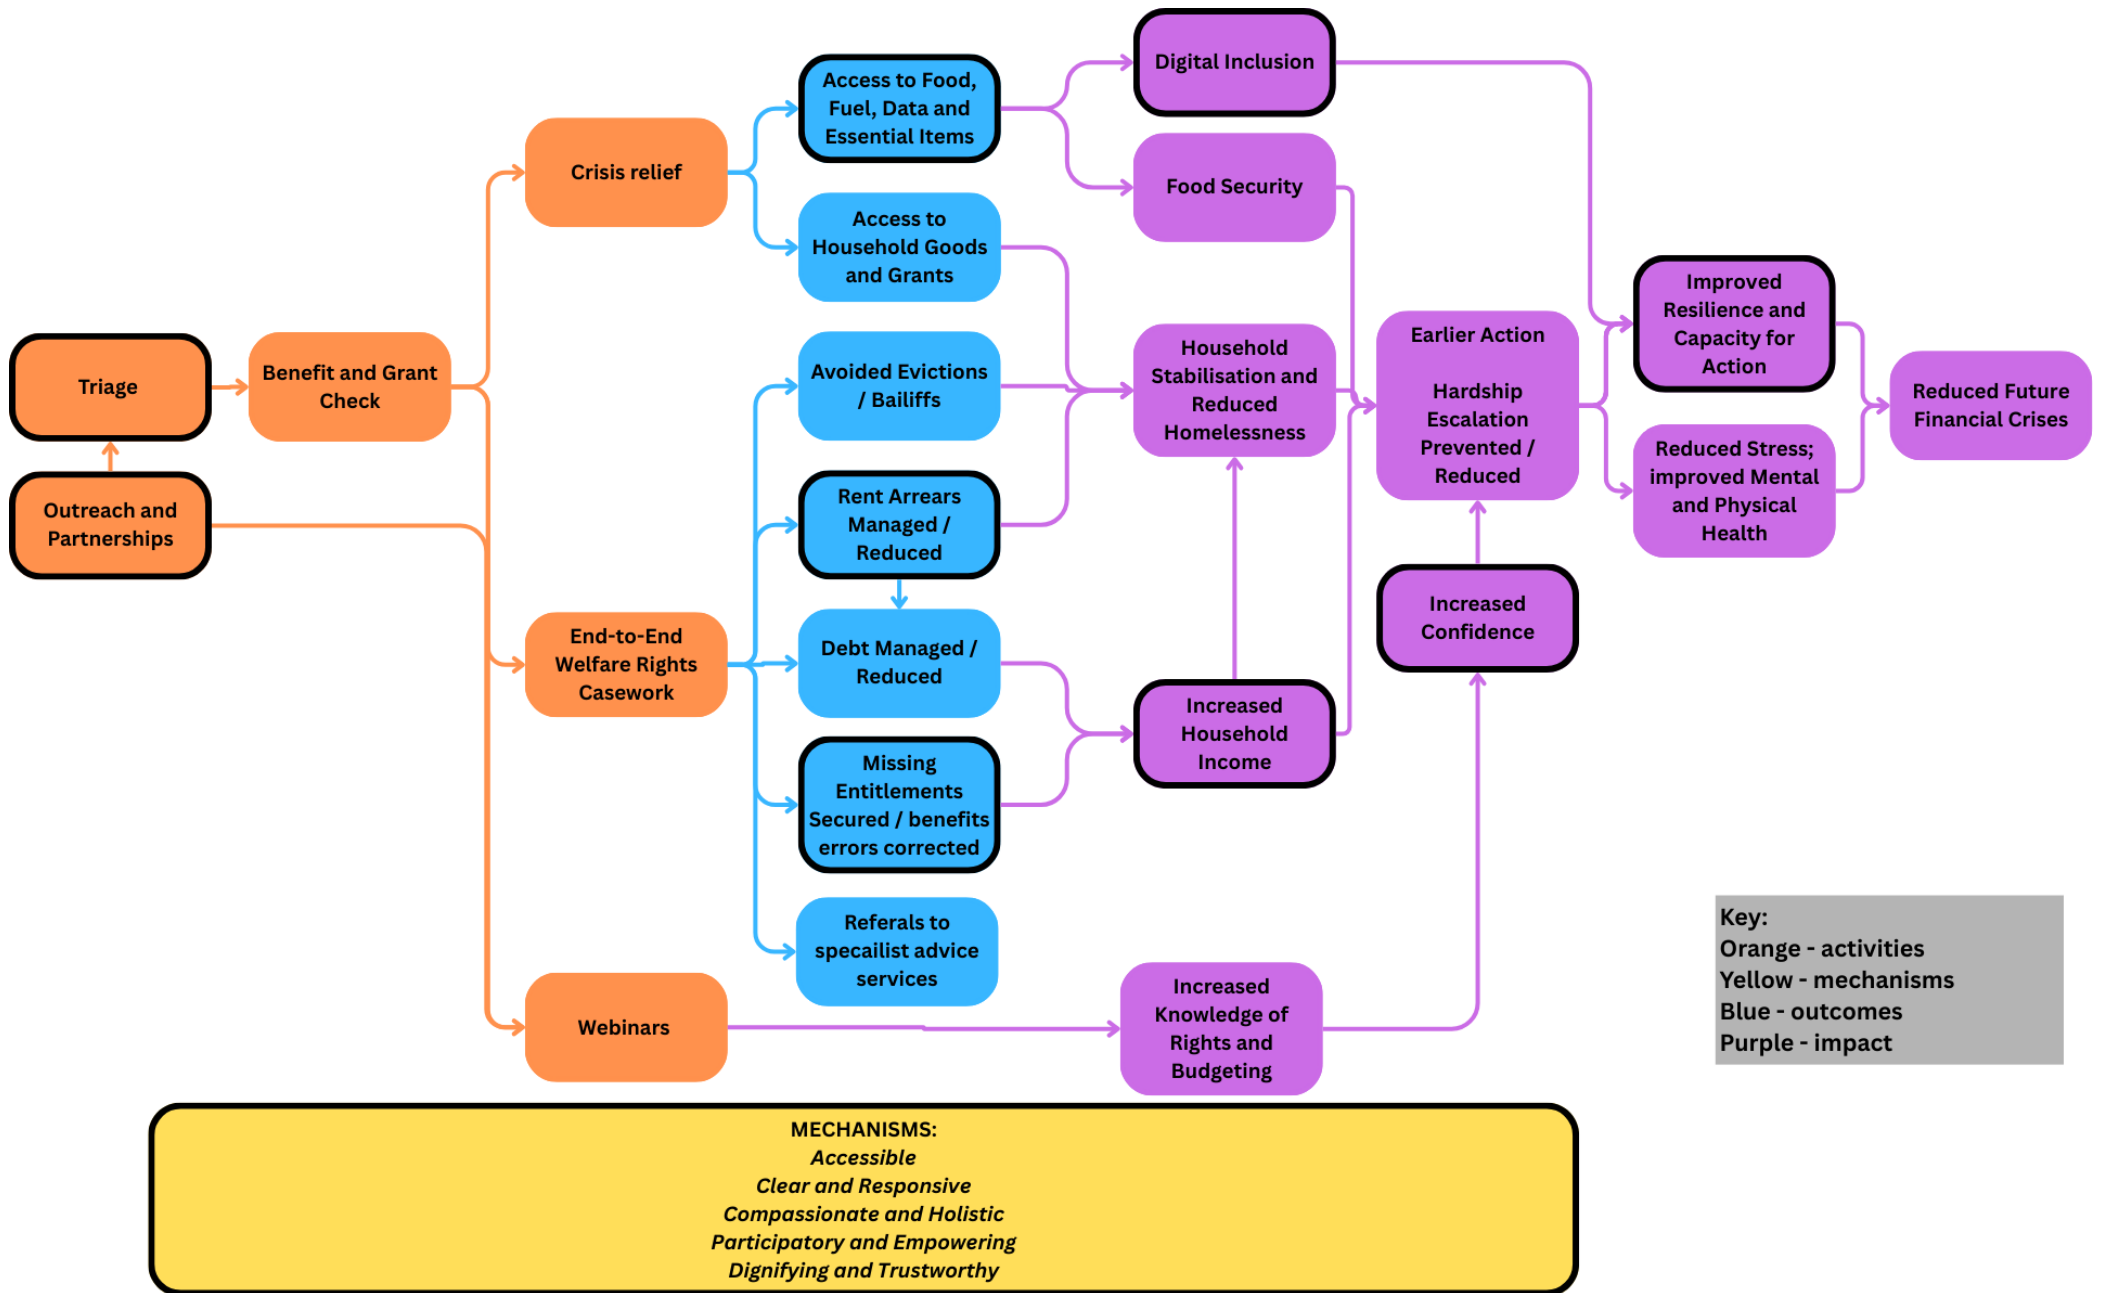 Triage
Outreach and
Partnerships
Benefit and Grant
Check
Crisis relief
End-to-End
Welfare Rights
Casework
Webinars
Access to Food,
Fuel, Data and
Essential Items
Access to
Household Goods
and Grants
Avoided Evictions
/ Bailiffs
Rent Arrears
Managed /
Reduced
Debt Managed /
Reduced
Missing
Entitlements
Secured / benefits
errors corrected
Referals to
specailist advice
services
Digital Inclusion
Food Security
Household
Stabilisation and
Reduced
Homelessness
Increased
Household
Income
Increased
Knowledge of
Rights and
Budgeting
Earlier Action
Hardship
Escalation
Prevented /
Reduced
Increased
Confidence
Improved
Resilience and
Capacity for
Action
Reduced Stress;
improved Mental
and Physical
Health
Reduced Future
Financial Crises
Key:
Orange - activities
Yellow - mechanisms
Blue - outcomes
Purple - impact
MECHANISMS:
Accessible
Clear and Responsive
Compassionate and Holistic
Participatory and Empowering
Dignifying and Trustworthy